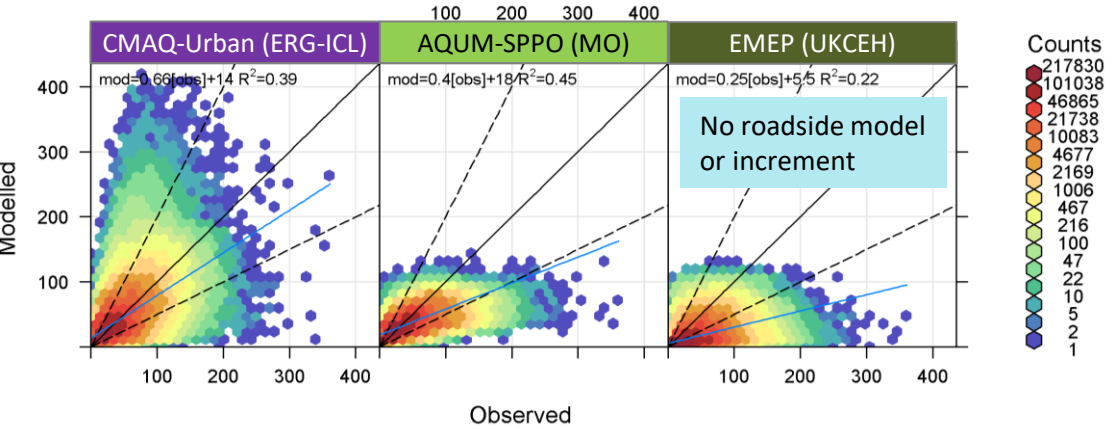 100 200 300 400
CMAQ-Urban (ERG-ICL) AQUM-SPPO (MO) EMEP (UKCEH)
mod=0.66[obs]+14 R²=0.39 mod=0.4[obs]+18 R²=0.45 mod=0.25[obs]+5.5 R²=0.22
No roadside model
or increment
400
300
200
100
Modelled
100 200 300 400 100 200 300 400
Observed
Counts
217830
101038
46865
21738
10083
4677
2169
1006
467
216
100
47
22
10
5
2
1